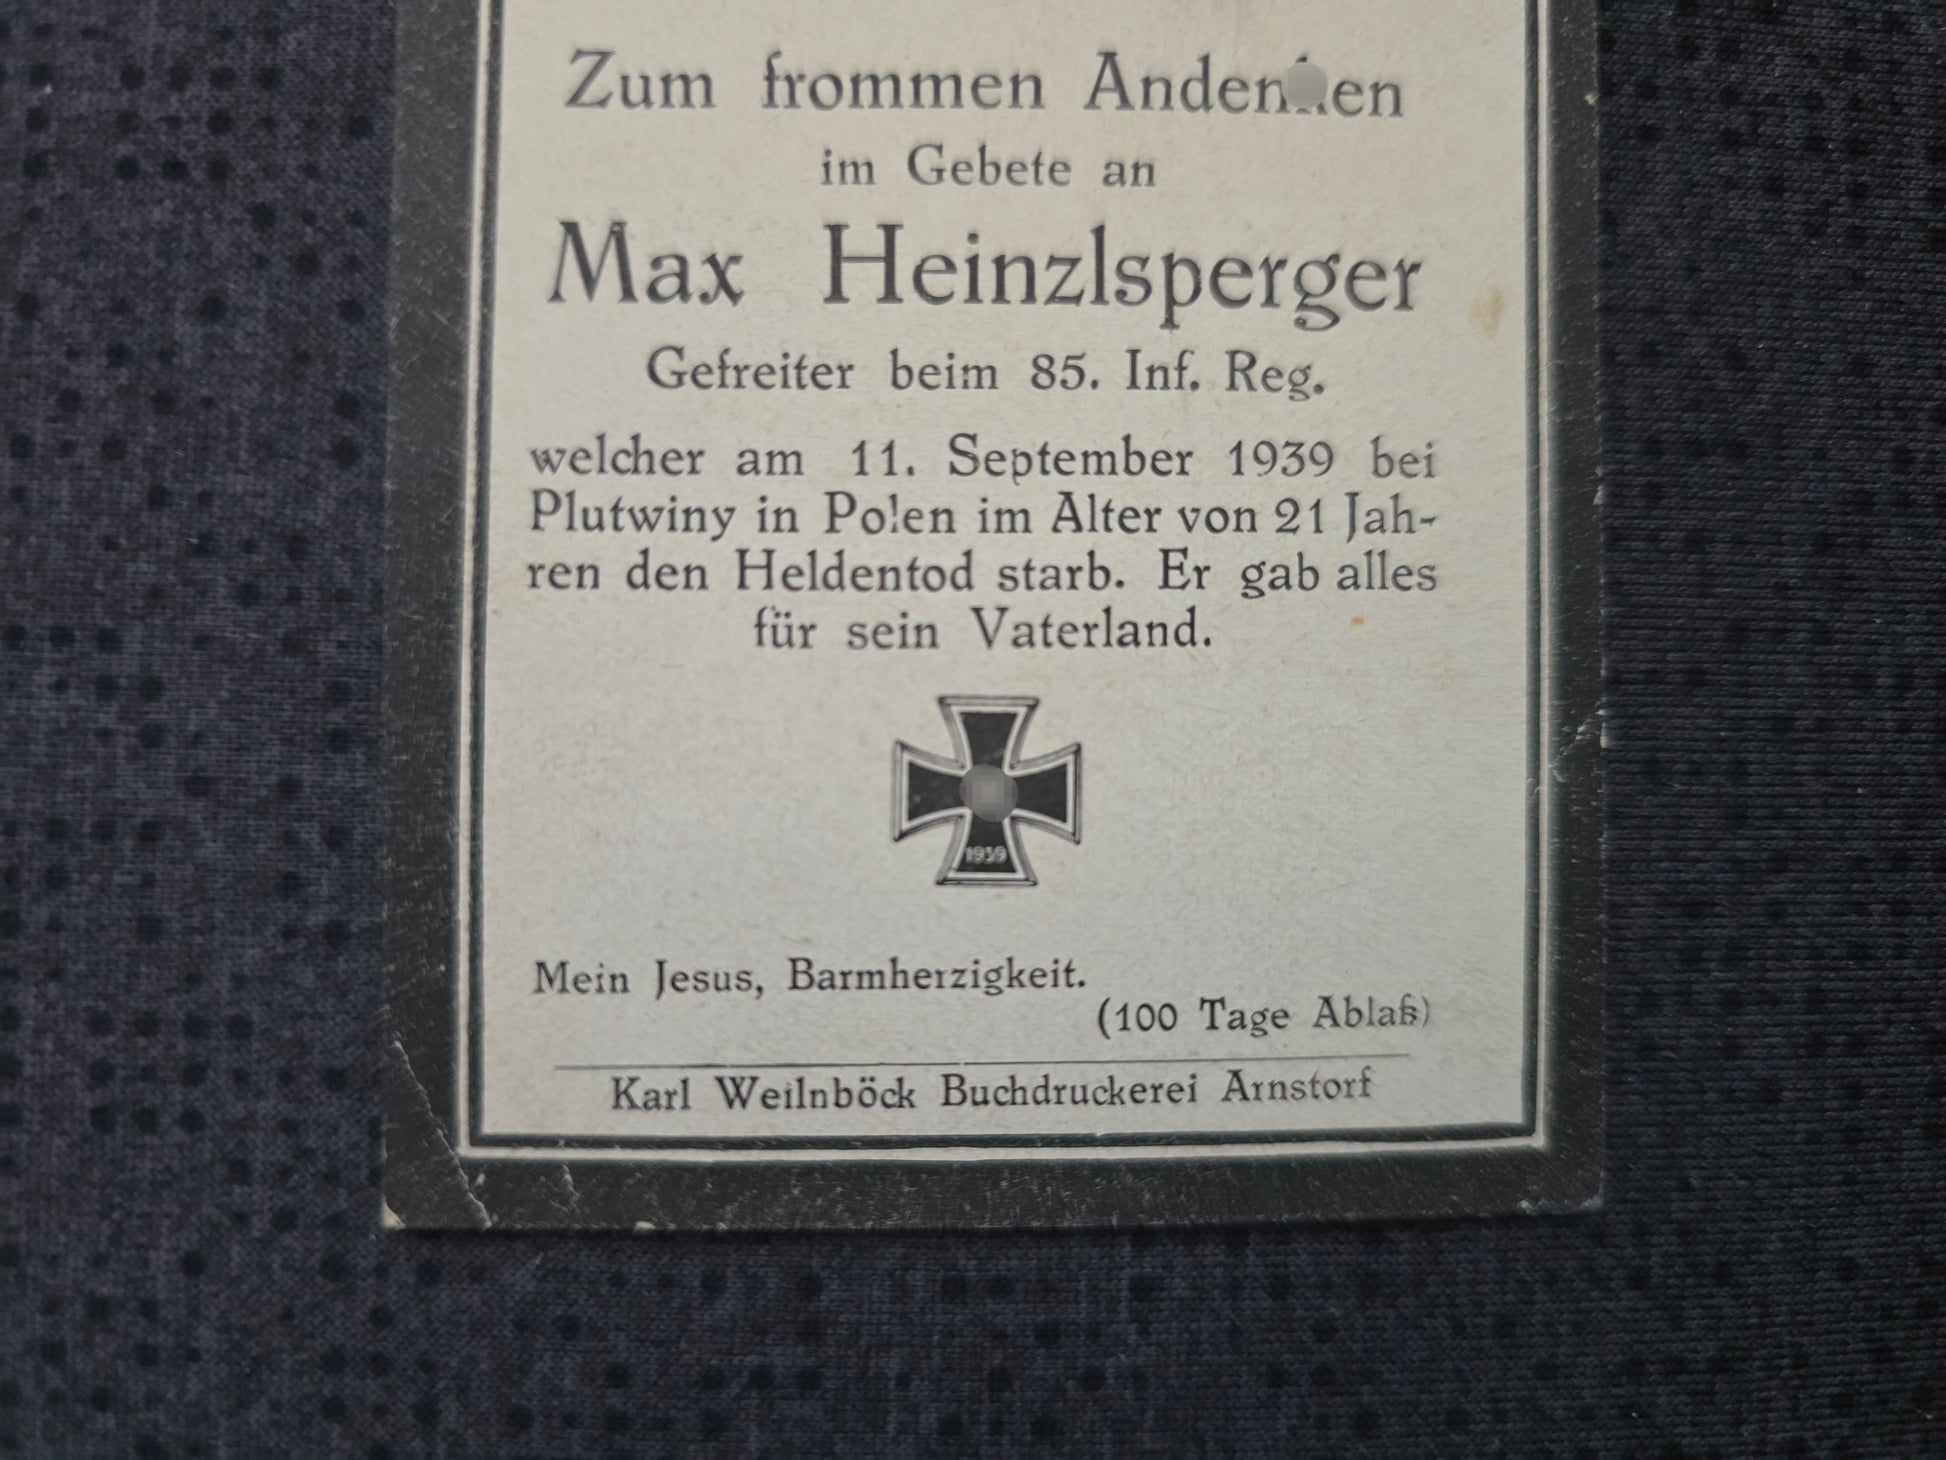 Zum frommen Andenken
im Gebete an
Max Heinzlsperger
Gefreiter beim 85. Inf. Reg.
welcher am 11. September 1939 bei
Plutwiny in Polen im Alter von 21 Jah-
ren den Heldentod starb. Er gab alles
für sein Vaterland.
1939
Mein Jesus, Barmherzigkeit.
(100 Tage Ablaß)
Karl Weilnböck Buchdruckerei Arnstorf